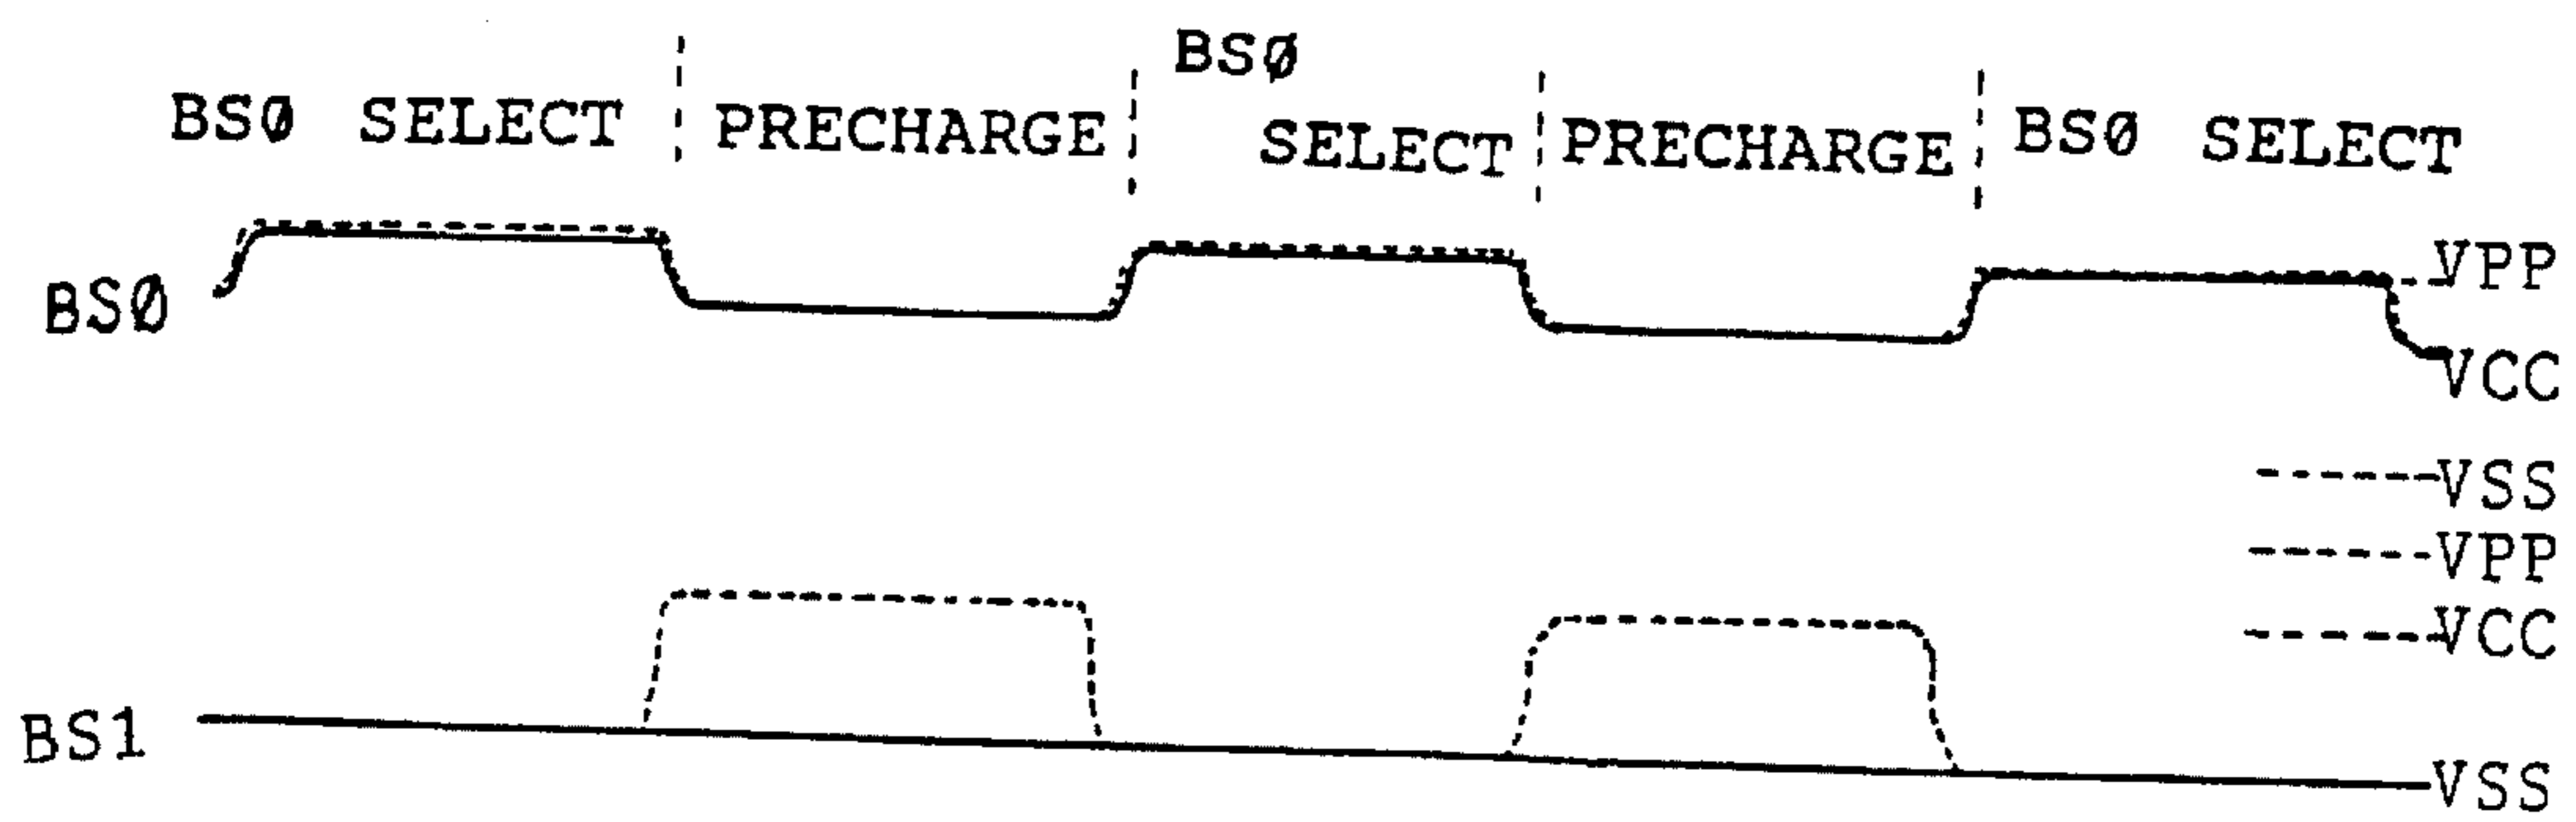 BSØ
BSØ SELECT PRECHARGE SELECT PRECHARGE BSØ SELECT
BSØ
VPP
VCC
VSS
VPP
VCC
BS1
VSS